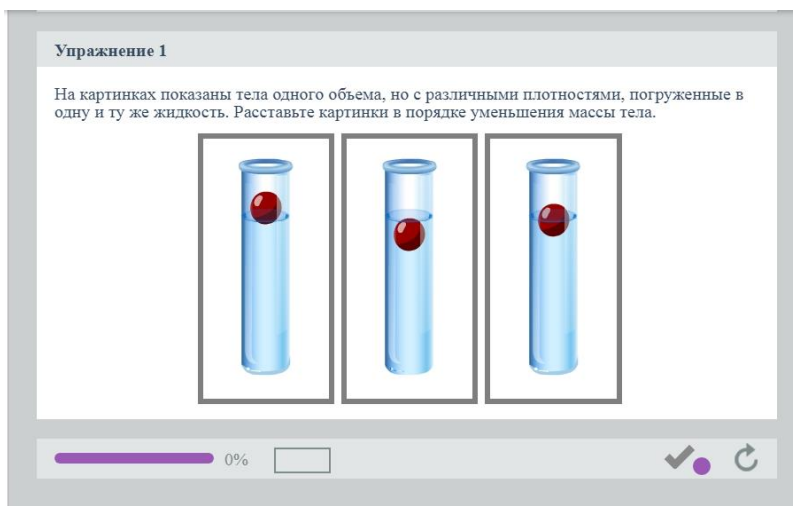 Упражнение 1
На картинках показаны тела одного объема, но с различными плотностями, погруженные в
одну и ту же жидкость. Расставьте картинки в порядке уменьшения массы тела.
0%